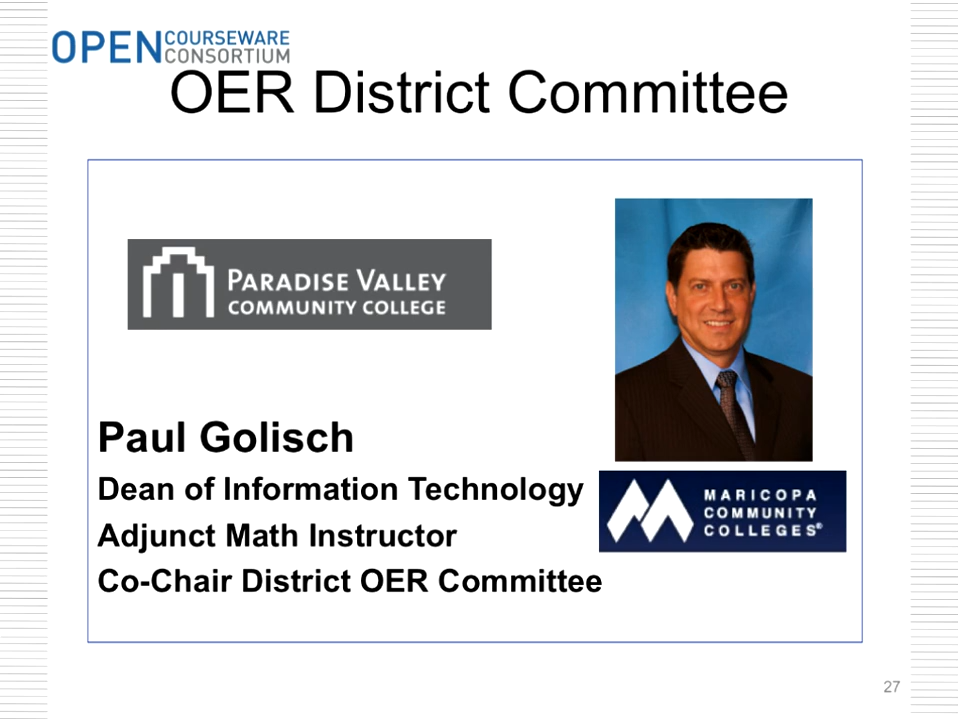 OPEN COURSEWARE
CONSORTIUM
OER District Committee
PARADISE VALLEY
COMMUNITY COLLEGE
Paul Golisch
Dean of Information Technology
Adjunct Math Instructor
Co-Chair District OER Committee
MARICOPA
COMMUNITY
COLLEGES®
27